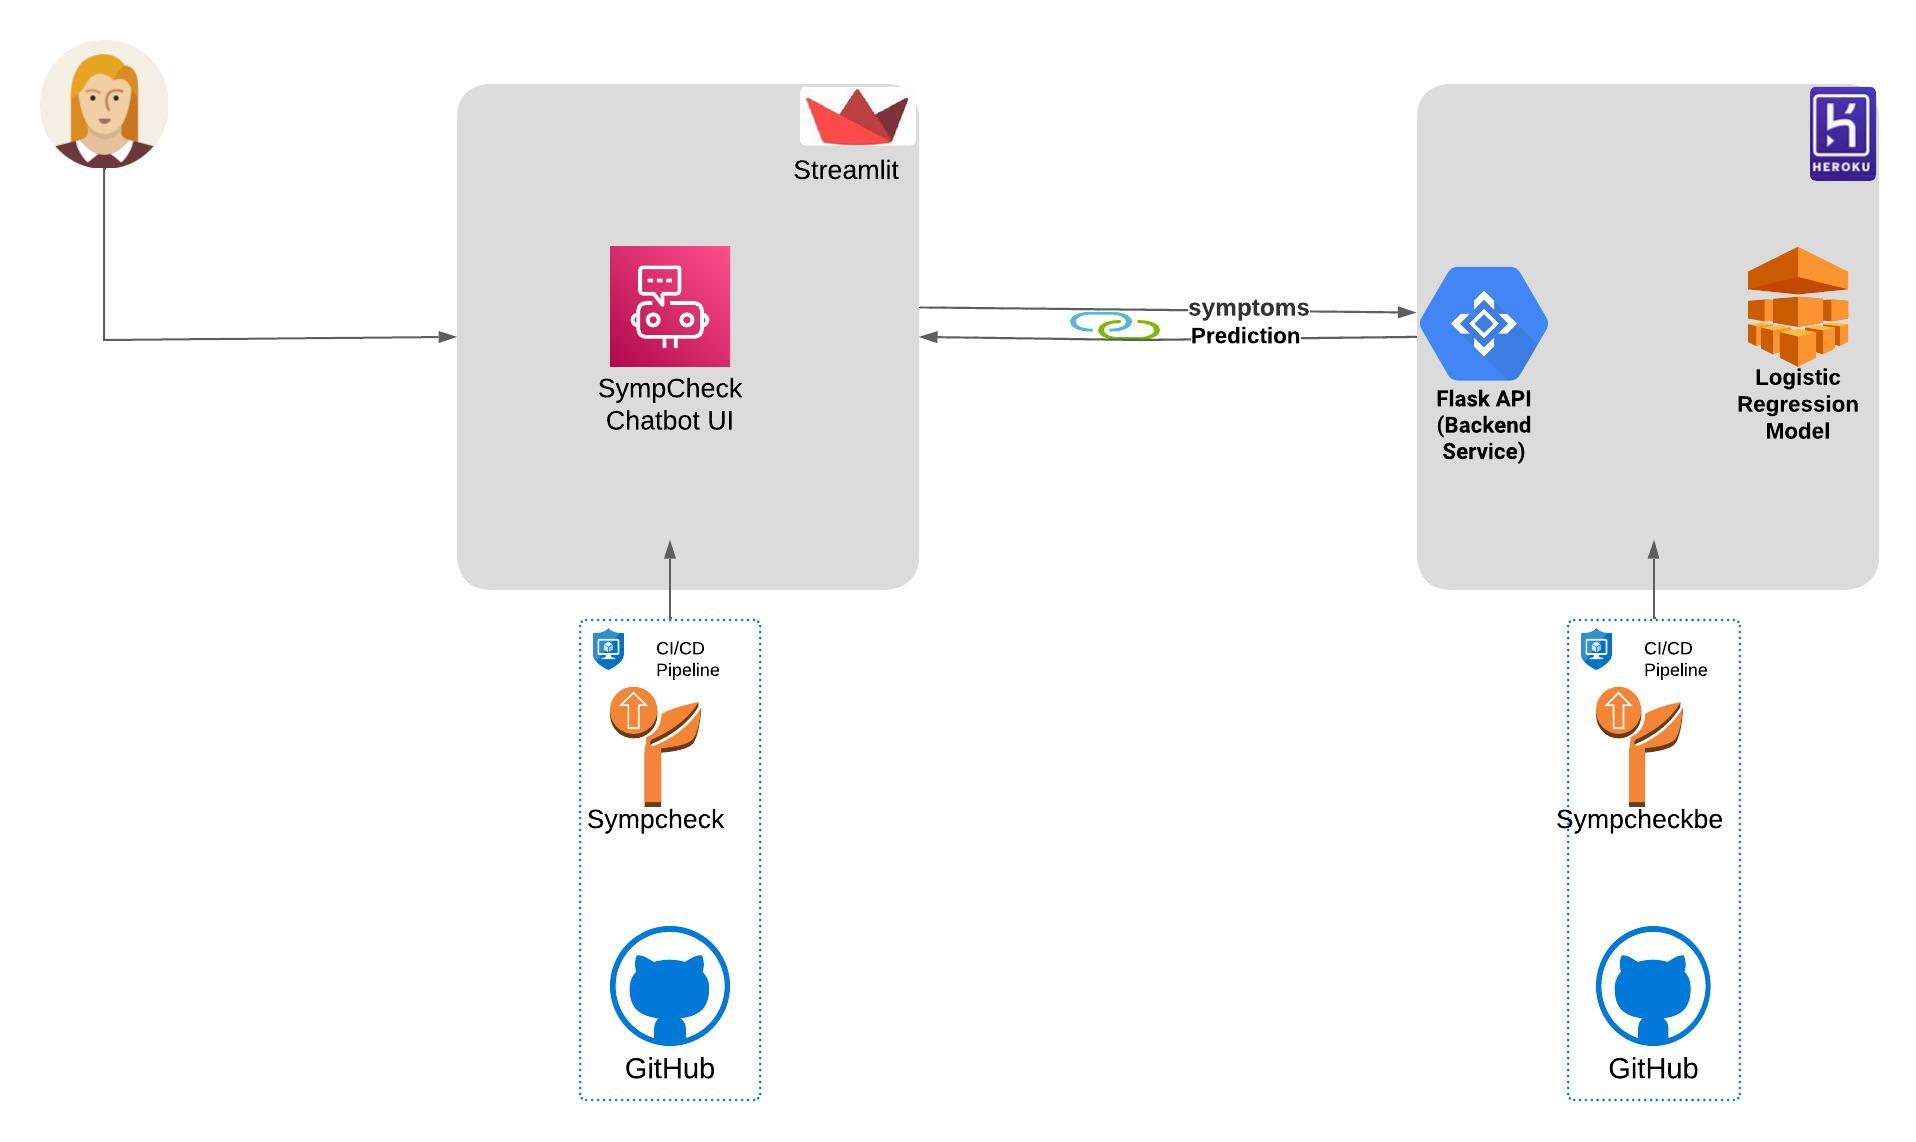 Streamlit
HEROKU
SympCheck
Chatbot UI
symptoms
Prediction
Flask API
(Backend
Service)
Logistic
Regression
Model
CI/CD
Pipeline
Sympcheck
GitHub
CI/CD
Pipeline
Sympcheckbe
GitHub